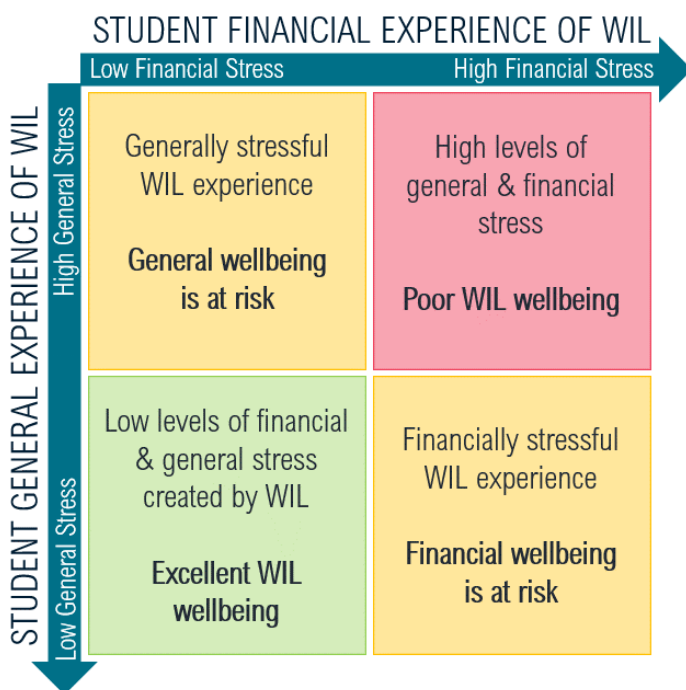 STUDENT FINANCIAL EXPERIENCE OF WIL
Low Financial Stress
High Financial Stress
STUDENT GENERAL EXPERIENCE OF WIL
High General Stress
Low General Stress
Generally stressful
WIL experience
General wellbeing
is at risk
High levels of
general & financial
stress
Poor WIL wellbeing
Low levels of financial
& general stress
created by WIL
Excellent WIL
wellbeing
Financially stressful
WIL experience
Financial wellbeing
is at risk